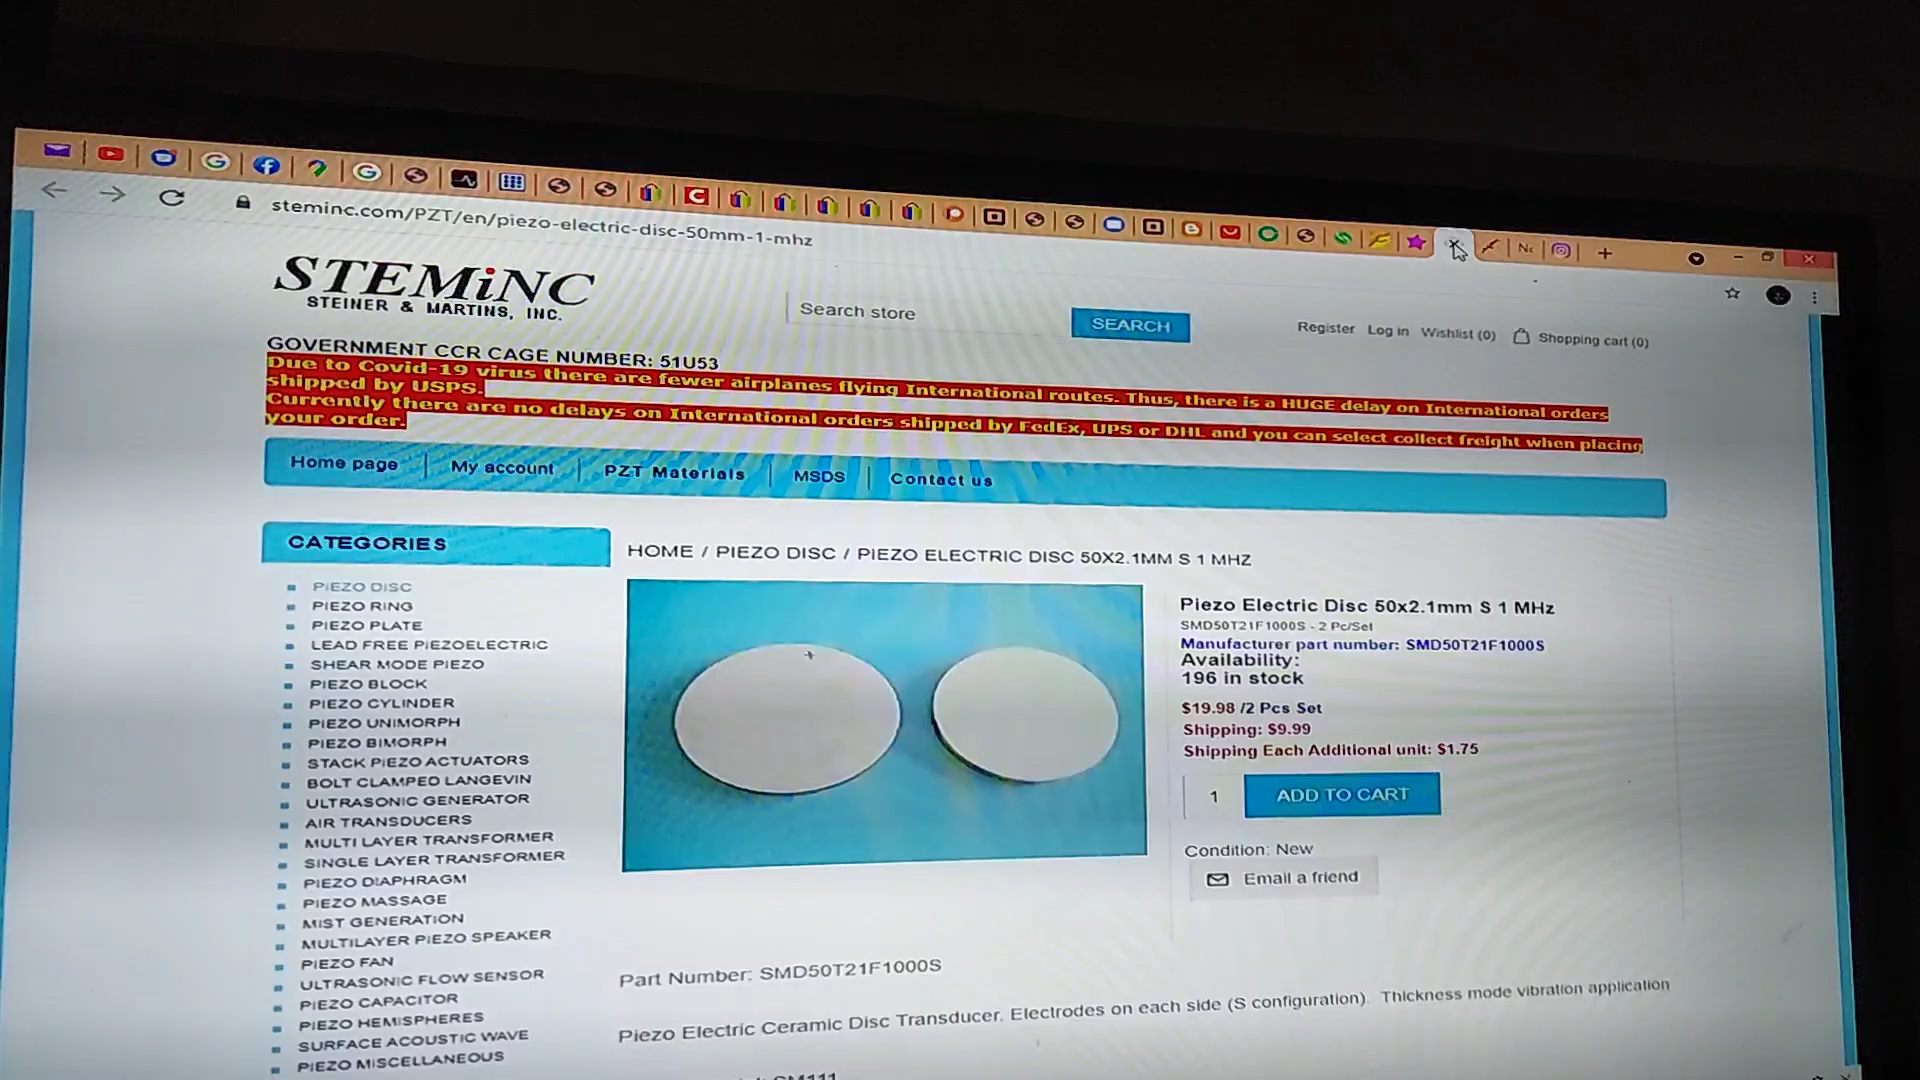 steminc.com/PZT/en/piezo-electric-disc-50mm-1-mhz
STEMiNC
STEINER & MARTINS, INC.
Search store
SEARCH
Register
Log in
Wishlist (0)
Shopping cart (0)
GOVERNMENT CCR CAGE NUMBER: 51U53
Due to Covid-19 virus there are fewer airplanes flying International routes. Thus, there is a HUGE delay on International orders
shipped by USPS.
Currently there are no delays on International orders shipped by FedEx, UPS or DHL and you can select collect freight when placing
your order.
Home page
My account
PZT Materials
MSDS
Contact us
CATEGORIES
PIEZO DISC
PIEZO RING
PIEZO PLATE
LEAD FREE PIEZOELECTRIC
SHEAR MODE PIEZO
PIEZO BLOCK
PIEZO CYLINDER
PIEZO UNIMORPH
PIEZO BIMORPH
STACK PIEZO ACTUATORS
BOLT CLAMPED LANGEVIN
ULTRASONIC GENERATOR
AIR TRANSDUCERS
MULTI LAYER TRANSFORMER
SINGLE LAYER TRANSFORMER
PIEZO DIAPHRAGM
PIEZO MASSAGE
MIST GENERATION
MULTILAYER PIEZO SPEAKER
PIEZO FAN
ULTRASONIC FLOW SENSOR
PIEZO CAPACITOR
PIEZO HEMISPHERES
SURFACE ACOUSTIC WAVE
PIEZO MISCELLANEOUS
HOME / PIEZO DISC / PIEZO ELECTRIC DISC 50X2.1MM S 1 MHZ
Piezo Electric Disc 50x2.1mm S 1 MHz
SMD50T21F1000S - 2 Pc/Set
Manufacturer part number: SMD50T21F1000S
Availability:
196 in stock
$19.98 /2 Pcs Set
Shipping: $9.99
Shipping Each Additional unit: $1.75
1
ADD TO CART
Condition: New
Email a friend
Part Number: SMD50T21F1000S
Piezo Electric Ceramic Disc Transducer. Electrodes on each side (S configuration). Thickness mode vibration application